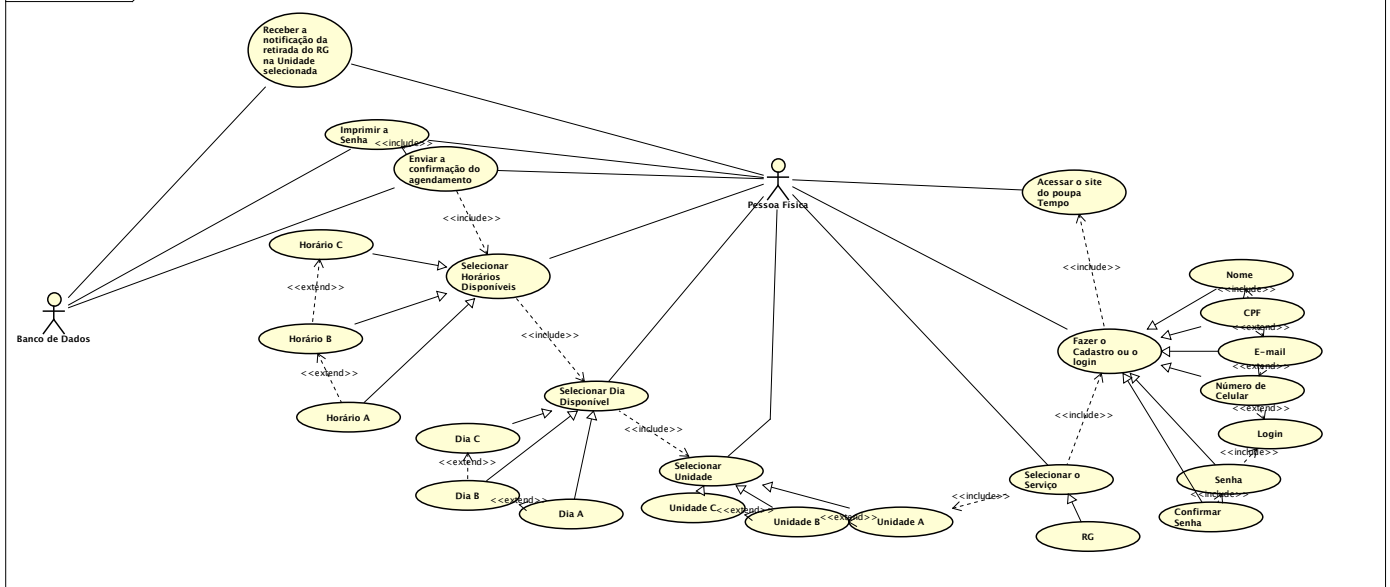 Receber a
notificação da
retirada do RG
na Unidade
selecionada
Imprimir a
Senha
<<include>>
Enviar a
confirmação do
agendamento
Pessoa Fisica
Acessar o site
do poupa
Tempo
<<include>>
Horário C
Selecionar
Horários
Disponíveis
<<include>>
Nome
<<include>>
<<extend>>
CPF
<<extend>>
Banco de Dados
Horário B
<<include>>
Fazer o
Cadastro ou o
login
E-mail
<<extend>>
<<extend>>
Número de
Celular
Selecionar Dia
Disponível
<<extend>>
Horário A
<<include>>
<<include>>
Login
Dia C
<<include>>
<<extend>>
Selecionar
Unidade
Selecionar o
Serviço
Senha
Dia B
<<extend>>
<<include>>
<<include>>
Unidade C
<<extend>>
Dia A
Unidade B
<<extend>>
Unidade A
Confirmar
Senha
RG